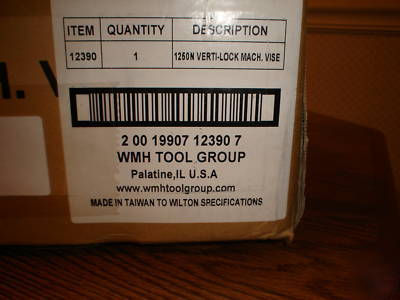 ITEM QUANTITY DESCRIPTION
12390 1 1250N VERTI-LOCK MACH. VISE
2 00 19907 12390 7
WMH TOOL GROUP
Palatine,IL U.S.A
www.wmhtoolgroup.com
MADE IN TAIWAN TO WILTON SPECIFICATIONS